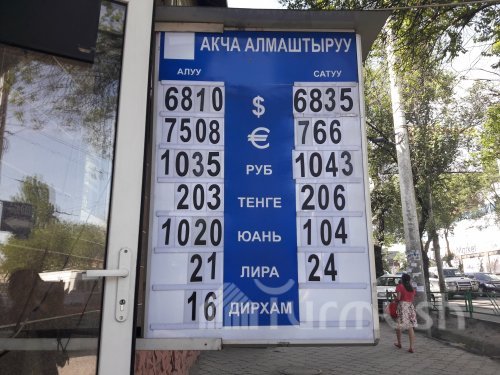 АКЧА АЛМАШТЫРУУ
АЛУУ САТУУ
6810 $ 6835
7508 € 766
1035 РУБ 1043
203 ТЕНГЕ 206
1020 ЮАНЬ 104
21 ЛИРА 24
16 ДИРХАМ
Turmush